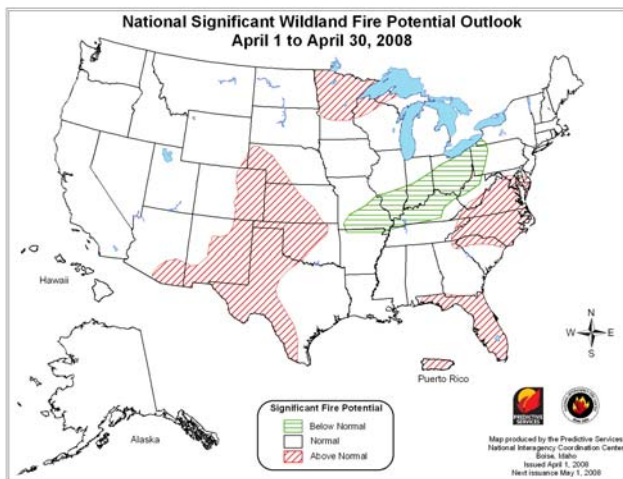 National Significant Wildland Fire Potential Outlook
April 1 to April 30, 2008
Hawaii
Alaska
Puerto Rico
N
W E
S
Significant Fire Potential
Below Normal
Normal
Above Normal
PREDICTIVE
SERVICES
Map produced by the Predictive Services
National Interagency Coordination Center
Boise, Idaho
Issued April 1, 2008
Next issuance May 1, 2008